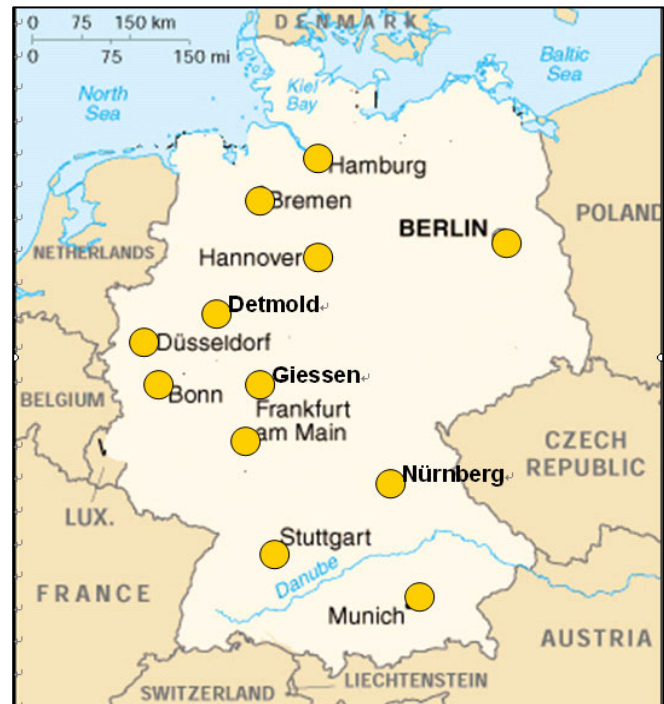 DENMARK
0 75 150 km
0 75 150 mi
Baltic
Sea
Kiel
Bay
North
Sea
Hamburg
Bremen
POLAND
BERLIN
NETHERLANDS
Hannover
Detmold
Düsseldorf
Giessen
BELGIUM
Bonn
Frankfurt
am Main
CZECH
REPUBLIC
Nürnberg
LUX.
Stuttgart
Danube
FRANCE
Munich
AUSTRIA
LIECHTENSTEIN
SWITZERLAND